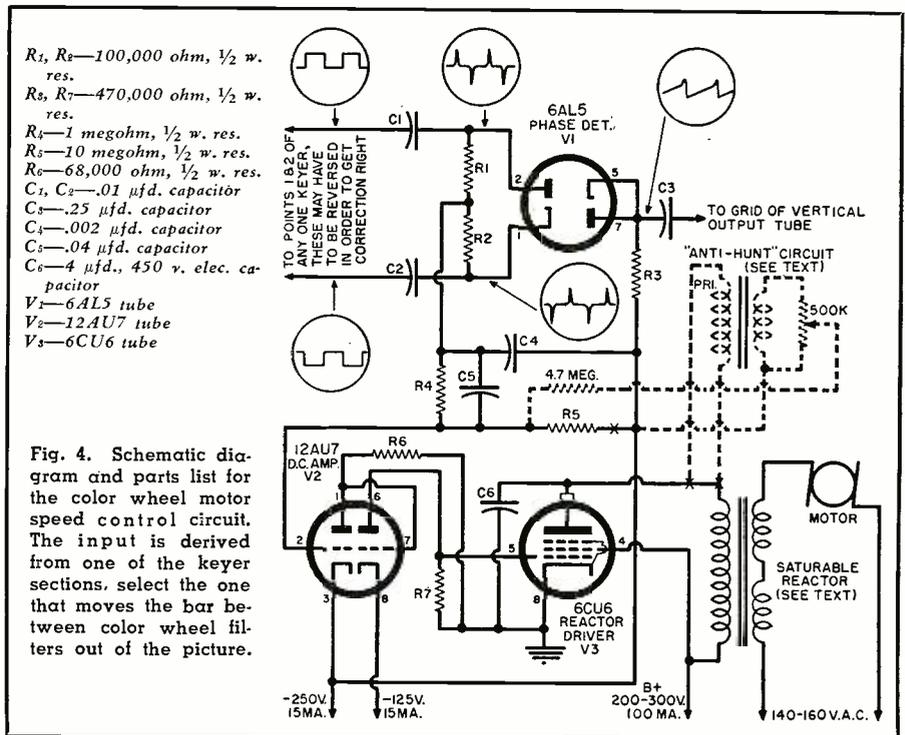 R1, R2—100,000 ohm, ½ w.
res.
R3, R7—470,000 ohm, ½ w.
res.
R4—1 megohm, ½ w. res.
R5—10 megohm, ½ w. res.
R6—68,000 ohm, ½ w. res.
C1, C2—.01 µfd. capacitor
C3—.25 µfd. capacitor
C4—.002 µfd. capacitor
C5—.04 µfd. capacitor
C6—4 µfd., 450 v. elec. ca-
pacitor
V1—6AL5 tube
V2—12AU7 tube
V3—6CU6 tube
Fig. 4. Schematic dia-
gram and parts list for
the color wheel motor
speed control circuit.
The input is derived
from one of the keyer
sections, select the one
that moves the bar be-
tween color wheel fil-
ters out of the picture.
C1
TO POINTS 1 & 2 OF
ANY ONE KEYER,
THESE MAY HAVE
TO BE REVERSED
IN ORDER TO GET
CORRECTION RIGHT
R1
R2
C2
6AL5
PHASE DET.
V1
2
5
1
7
C3
TO GRID OF VERTICAL
OUTPUT TUBE
R3
"ANTI-HUNT" CIRCUIT
(SEE TEXT)
PRI.
500K
C4
R4
C5
4.7 MEG.
R5
X
12AU7
D.C. AMP.
V2
R6
1
6
2
7
3
8
R7
C6
5
4
8
6CU6
REACTOR
DRIVER
V3
X
X
MOTOR
SATURABLE
REACTOR
(SEE TEXT)
-250V.
15MA.
-125V.
15MA.
B+
200-300V.
100 MA.
140-160 V.A.C.